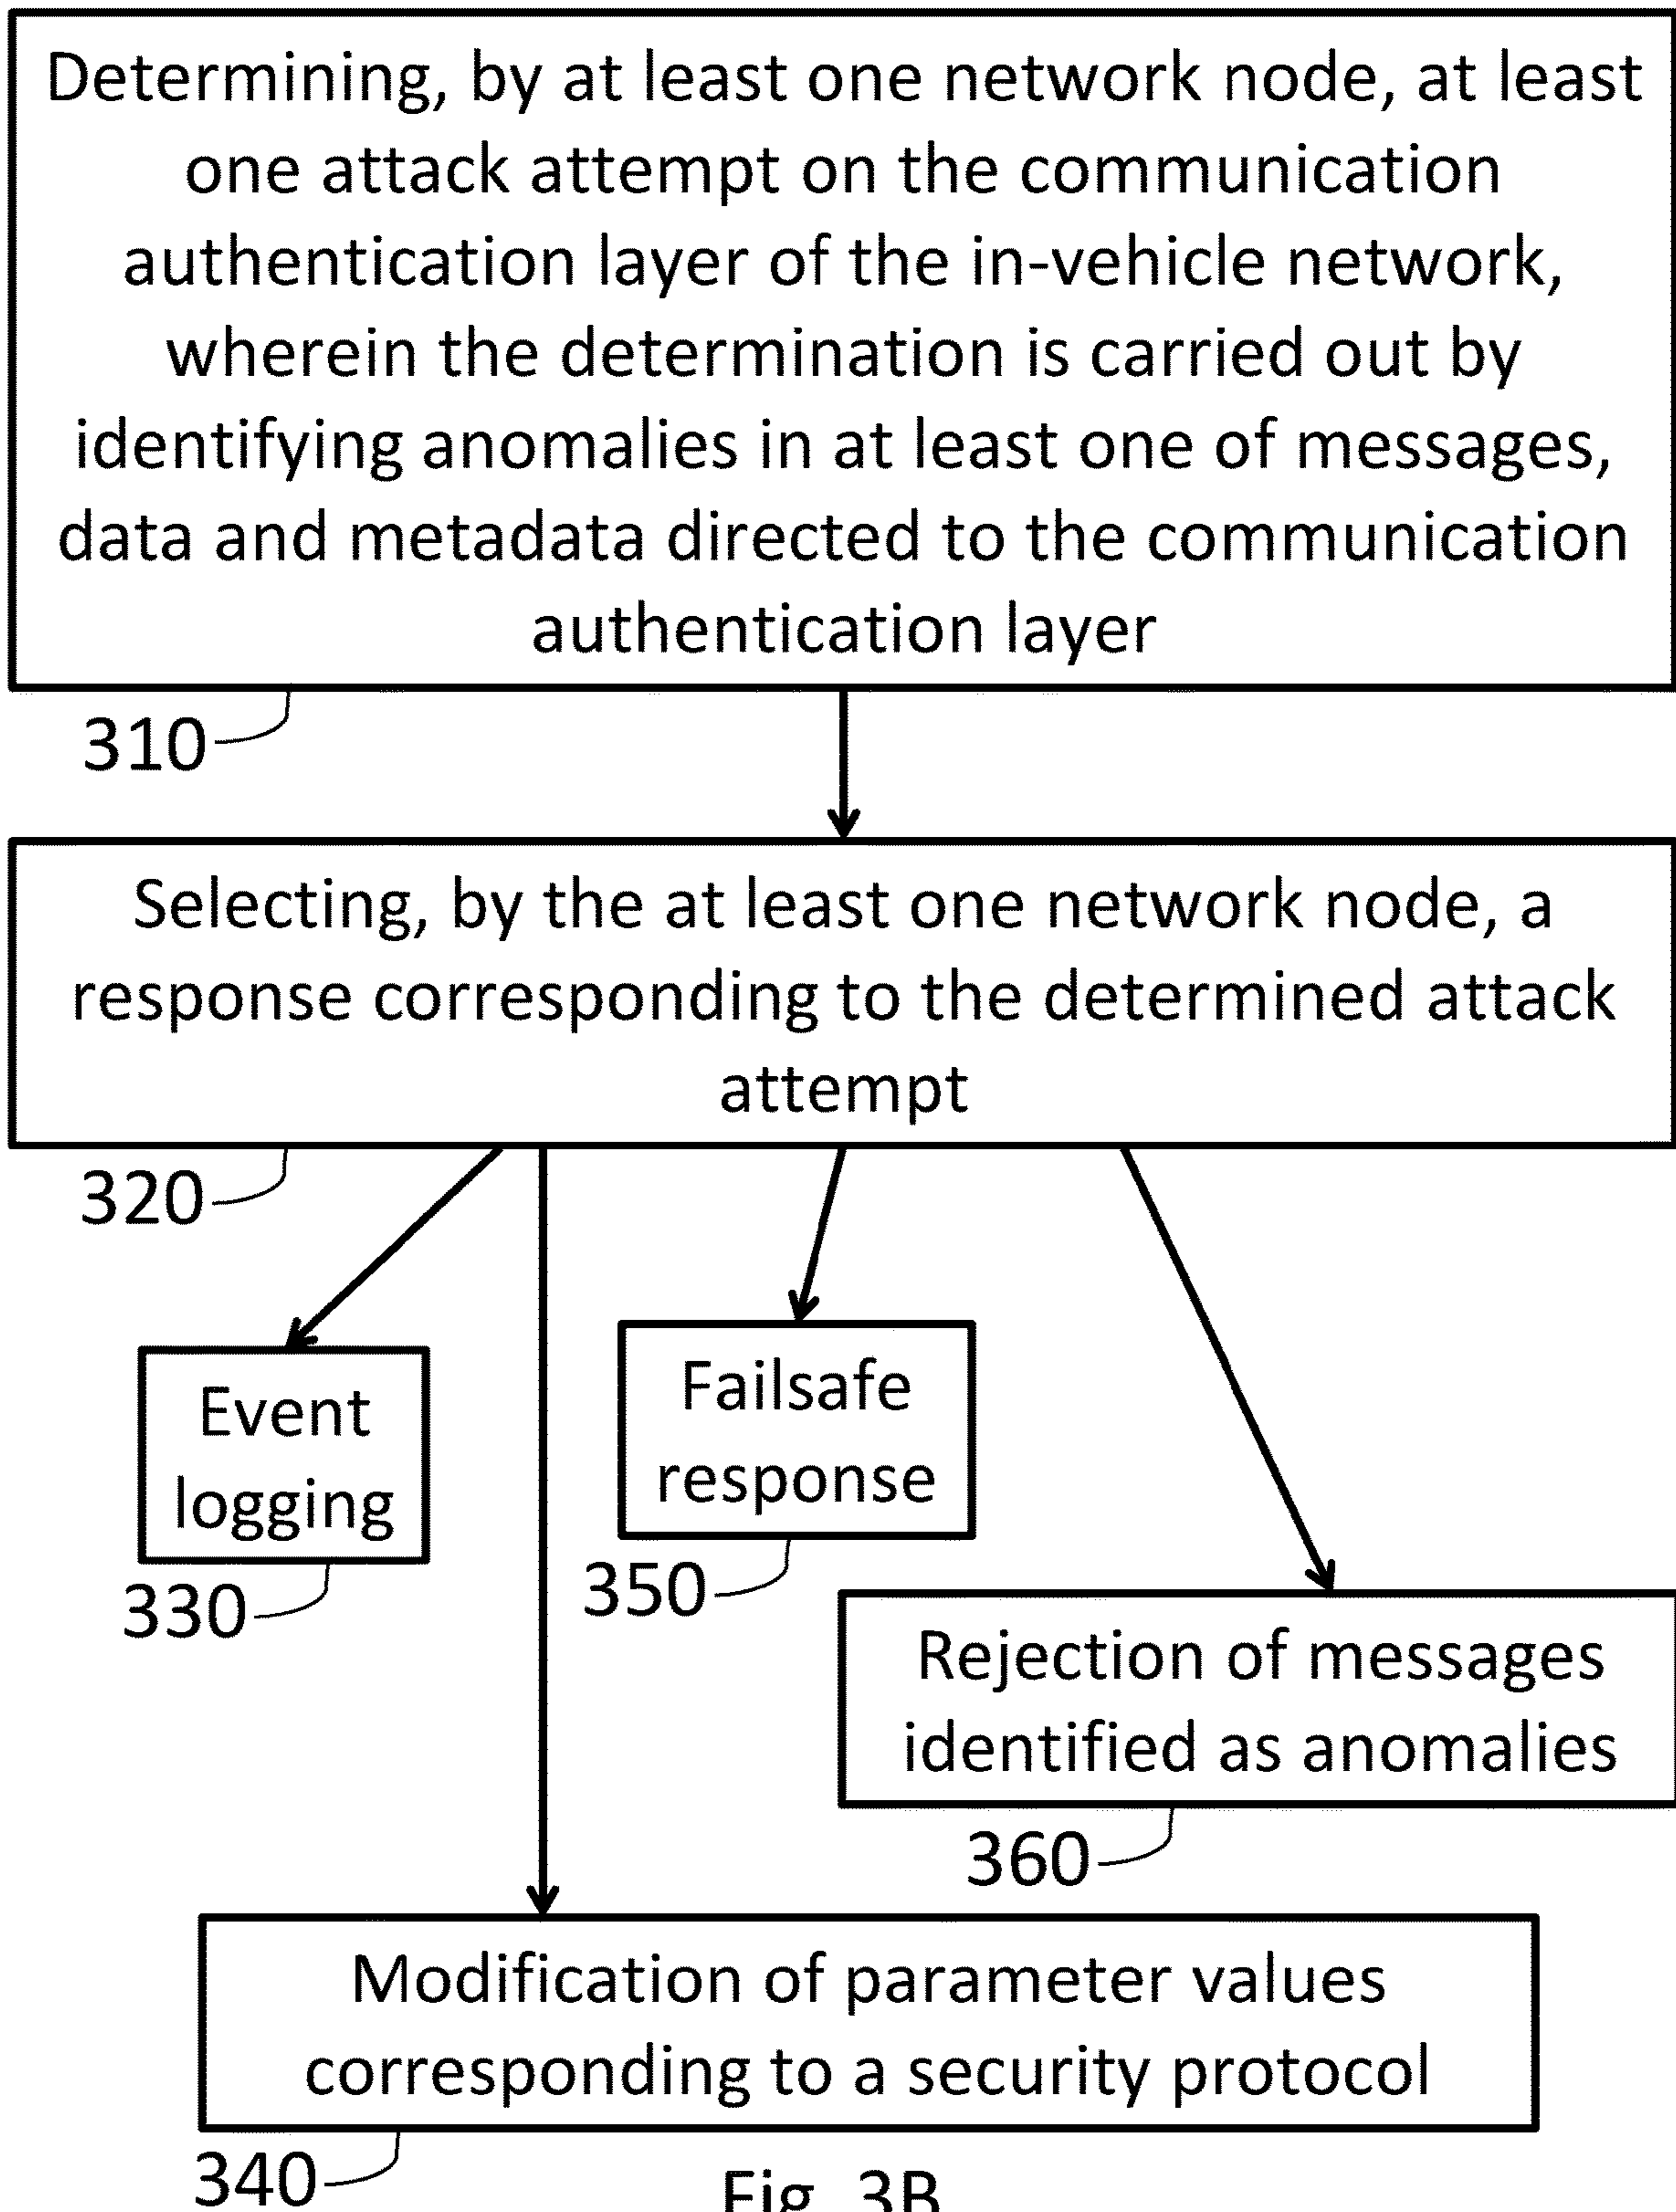 Determining, by at least one network node, at least
one attack attempt on the communication
authentication layer of the in-vehicle network,
wherein the determination is carried out by
identifying anomalies in at least one of messages,
data and metadata directed to the communication
authentication layer
310
Selecting, by the at least one network node, a
response corresponding to the determined attack
attempt
320
Event
logging
330
Failsafe
response
350
Rejection of messages
identified as anomalies
360
Modification of parameter values
corresponding to a security protocol
340
Fig. 3B